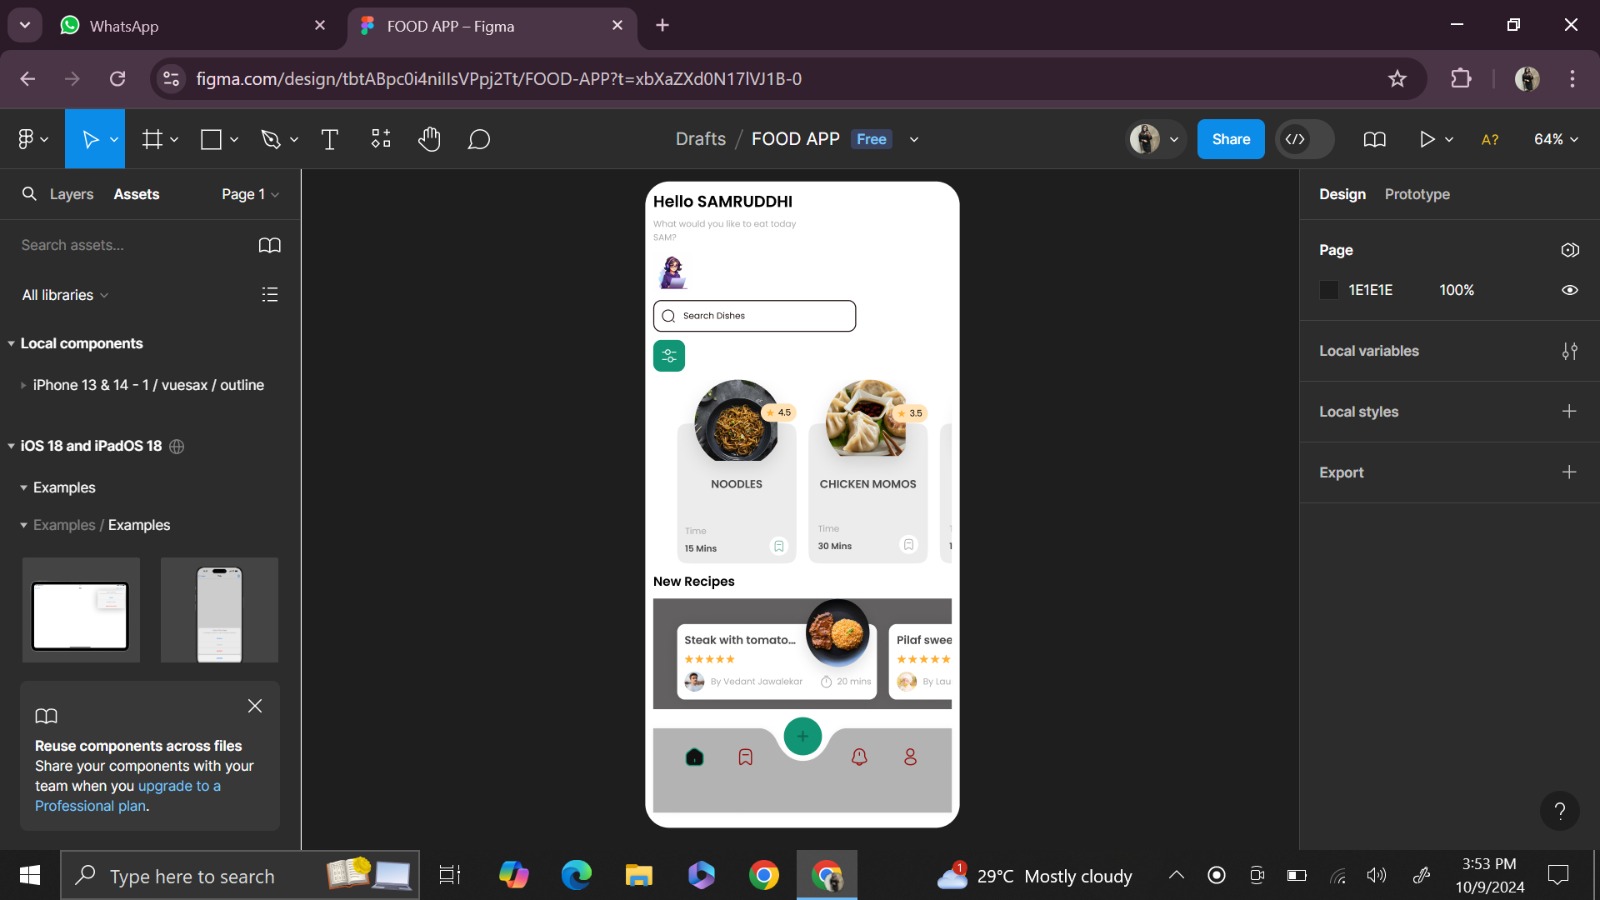 WhatsApp
FOOD APP – Figma
figma.com/design/tbtABpc0i4niIlsVPpj2Tt/FOOD-APP?t=xbXaZXd0N17lVJ1B-0
Drafts / FOOD APP Free
Share
A?
64%
Layers Assets Page 1
Search assets...
All libraries
Local components
iPhone 13 & 14 - 1 / vuesax / outline
iOS 18 and iPadOS 18
Examples
Examples / Examples
Reuse components across files
Share your components with your
team when you upgrade to a
Professional plan.
Hello SAMRUDDHI
What would you like to eat today
SAM?
Search Dishes
4.5
3.5
NOODLES
CHICKEN MOMOS
Time
15 Mins
Time
30 Mins
New Recipes
Steak with tomato...
By Vedant Jawalekar
20 mins
Pilaf swee
By Lau
Design Prototype
Page
1E1E1E 100%
Local variables
Local styles
Export
?
Type here to search
1
29°C Mostly cloudy
3:53 PM
10/9/2024